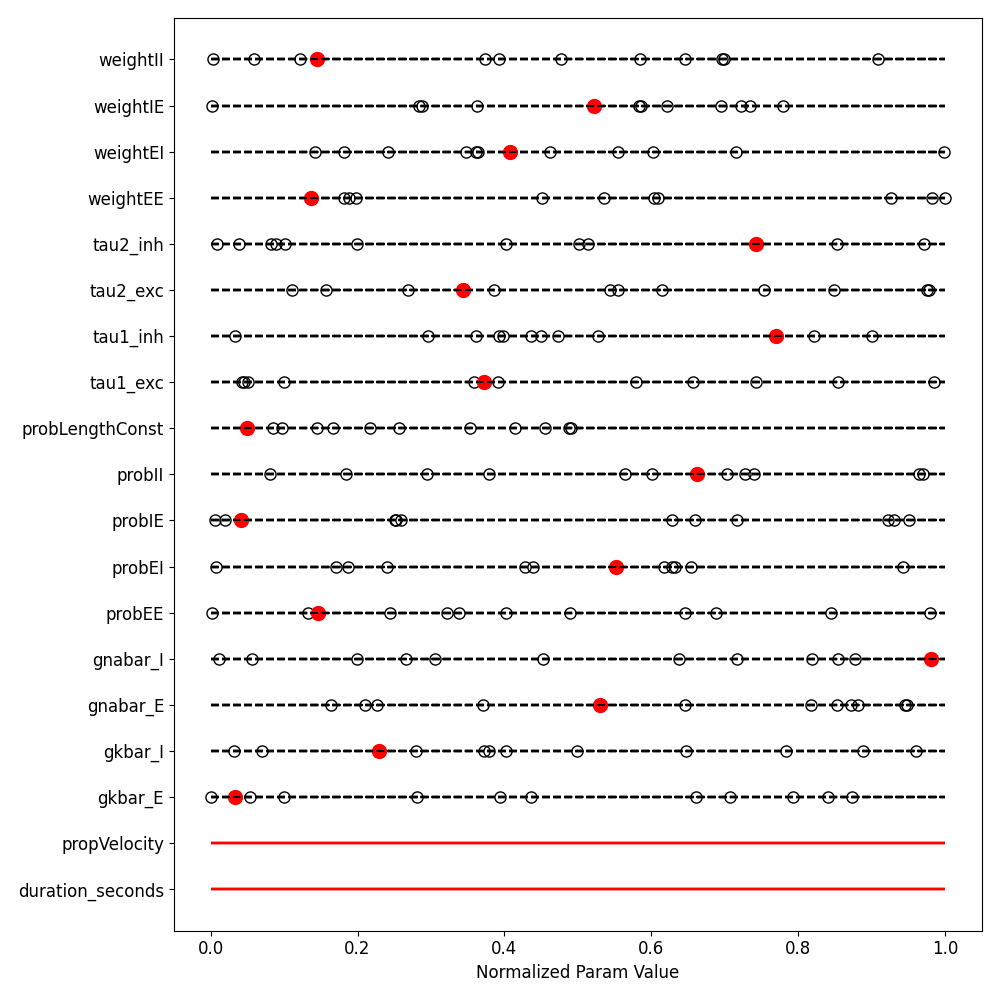 weightII
weightIE
weightEI
weightEE
tau2_inh
tau2_exc
tau1_inh
tau1_exc
probLengthConst
probII
probIE
probEI
probEE
gnabar_I
gnabar_E
gkbar_I
gkbar_E
propVelocity
duration_seconds
0.0 0.2 0.4 0.6 0.8 1.0
Normalized Param Value